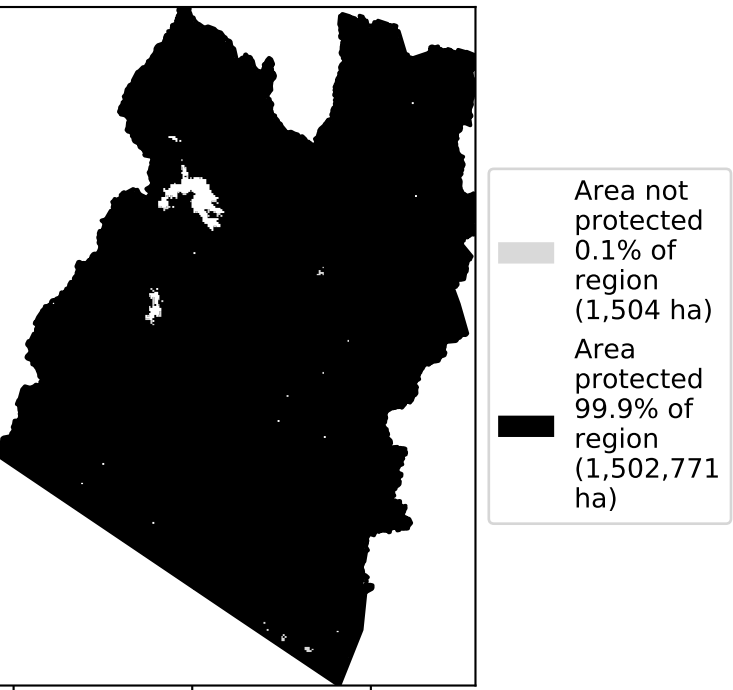 Area not
protected
0.1% of
region
(1,504 ha)
Area
protected
99.9% of
region
(1,502,771
ha)